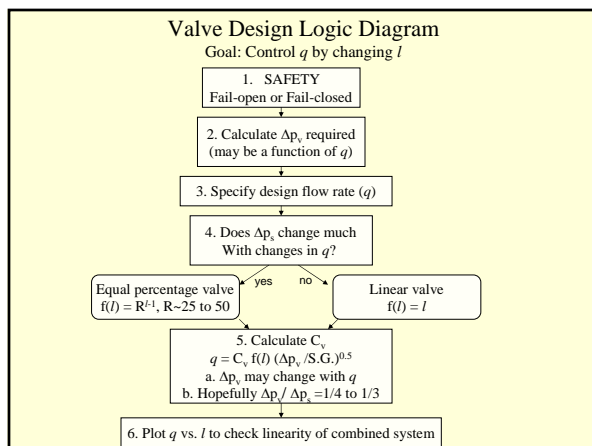 Valve Design Logic Diagram
Goal: Control q by changing l
1. SAFETY
Fail-open or Fail-closed
2. Calculate Δpv required
(may be a function of q)
3. Specify design flow rate (q)
4. Does Δps change much
With changes in q?
yes
no
Equal percentage valve
f(l) = R^l-1, R~25 to 50
Linear valve
f(l) = l
5. Calculate Cv
q = Cv f(l) (Δpv /S.G.)^0.5
a. Δpv may change with q
b. Hopefully Δpv/ Δps =1/4 to 1/3
6. Plot q vs. l to check linearity of combined system